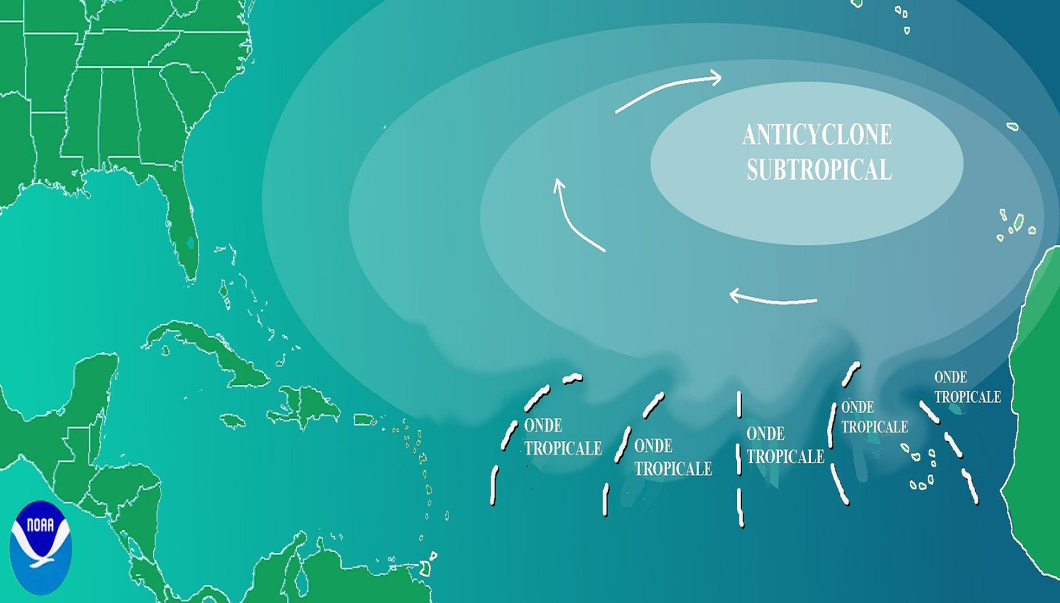 ANTICYCLONE
SUBTROPICAL
ONDE
TROPICALE
ONDE
TROPICALE
ONDE
TROPICALE
ONDE
TROPICALE
ONDE
TROPICALE
NOAA